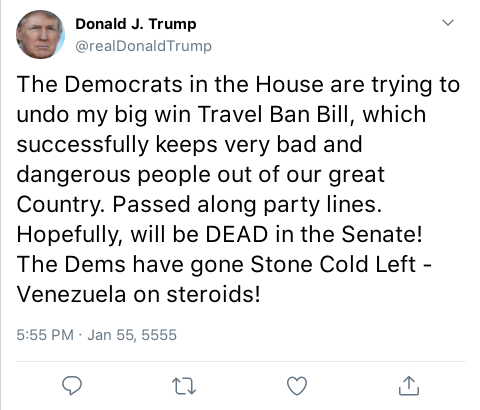 Donald J. Trump
@realDonaldTrump
The Democrats in the House are trying to
undo my big win Travel Ban Bill, which
successfully keeps very bad and
dangerous people out of our great
Country. Passed along party lines.
Hopefully, will be DEAD in the Senate!
The Dems have gone Stone Cold Left -
Venezuela on steroids!
5:55 PM · Jan 55, 5555